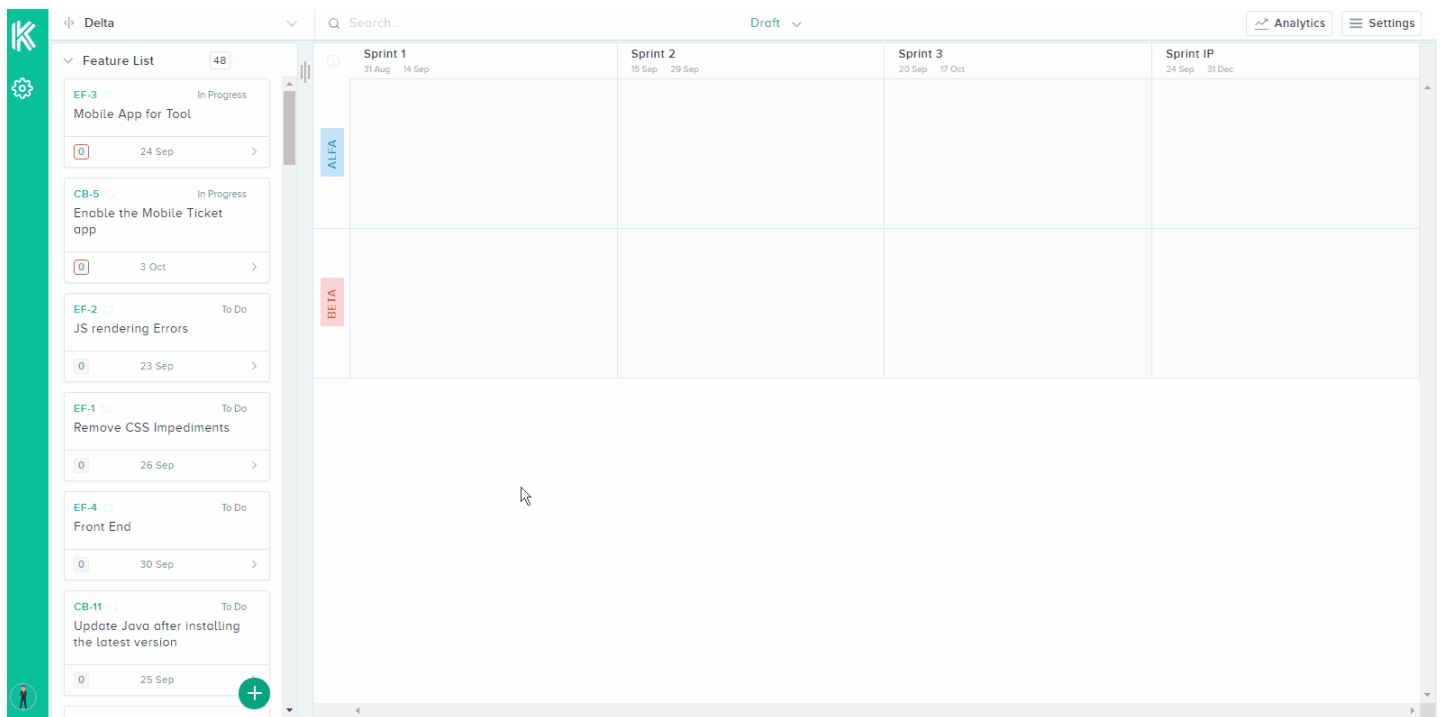 Delta
Search...
Draft
Analytics
Settings
Feature List 48
EF-3 In Progress
Mobile App for Tool
0 24 Sep
CB-5 In Progress
Enable the Mobile Ticket
app
0 3 Oct
EF-2 To Do
JS rendering Errors
0 23 Sep
EF-1 To Do
Remove CSS Impediments
0 26 Sep
EF-4 To Do
Front End
0 30 Sep
CB-11 To Do
Update Java after installing
the latest version
0 25 Sep
Sprint 1
31 Aug 14 Sep
Sprint 2
15 Sep 29 Sep
Sprint 3
20 Sep 17 Oct
Sprint IP
24 Sep 31 Dec
ALFA
BETA